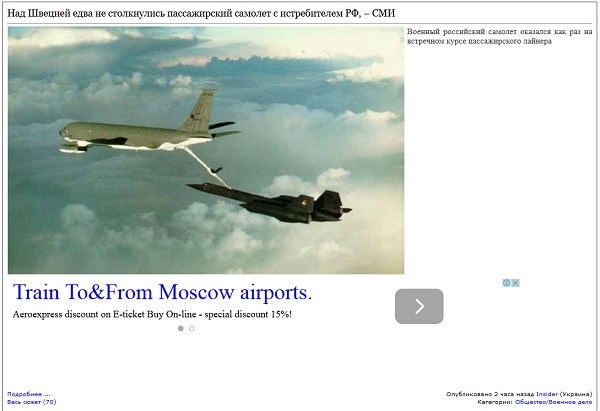 Над Швецией едва не столкнулись пассажирский самолет с истребителем РФ, – СМИ
Военный российский самолет оказался как раз на
встречном курсе пассажирского лайнера
Train To&From Moscow airports.
Aeroexpress discount on E-ticket Buy On-line - special discount 15%!
Подробнее ...
Весь сюжет (70)
Опубликовано 2 часа назад Insider (Украина)
Категории: Общество/Военное дело